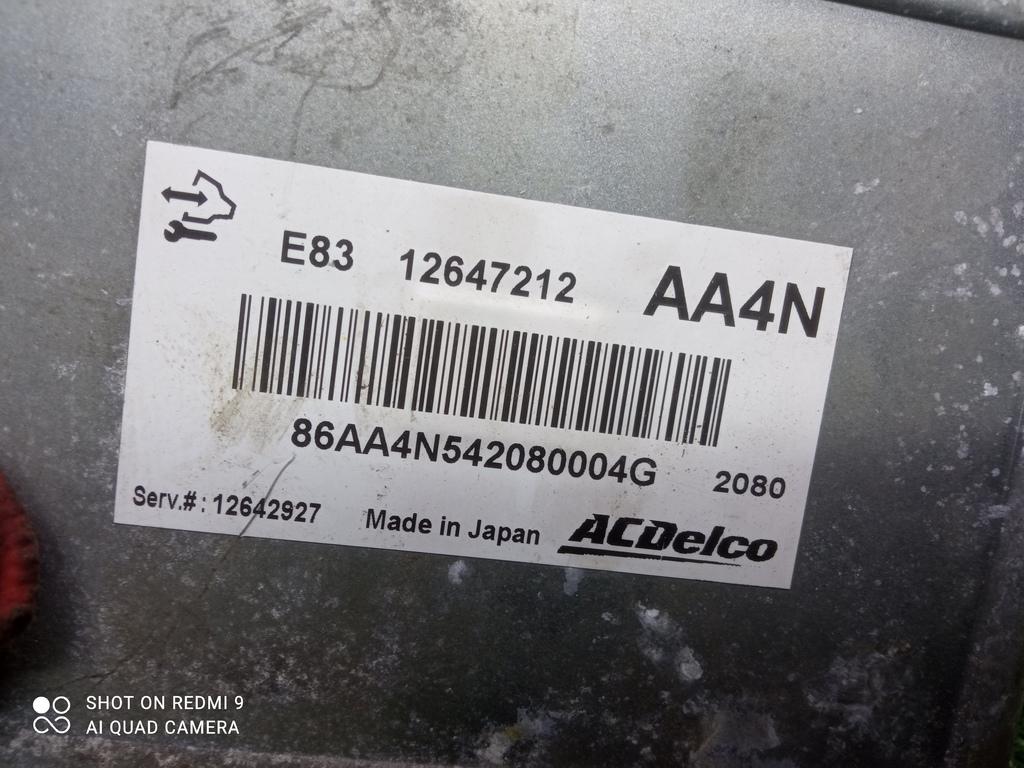 E83 12647212 AA4N
86AA4N542080004G 2080
Serv.#: 12642927 Made in Japan ACDelco
SHOT ON REDMI 9
AI QUAD CAMERA